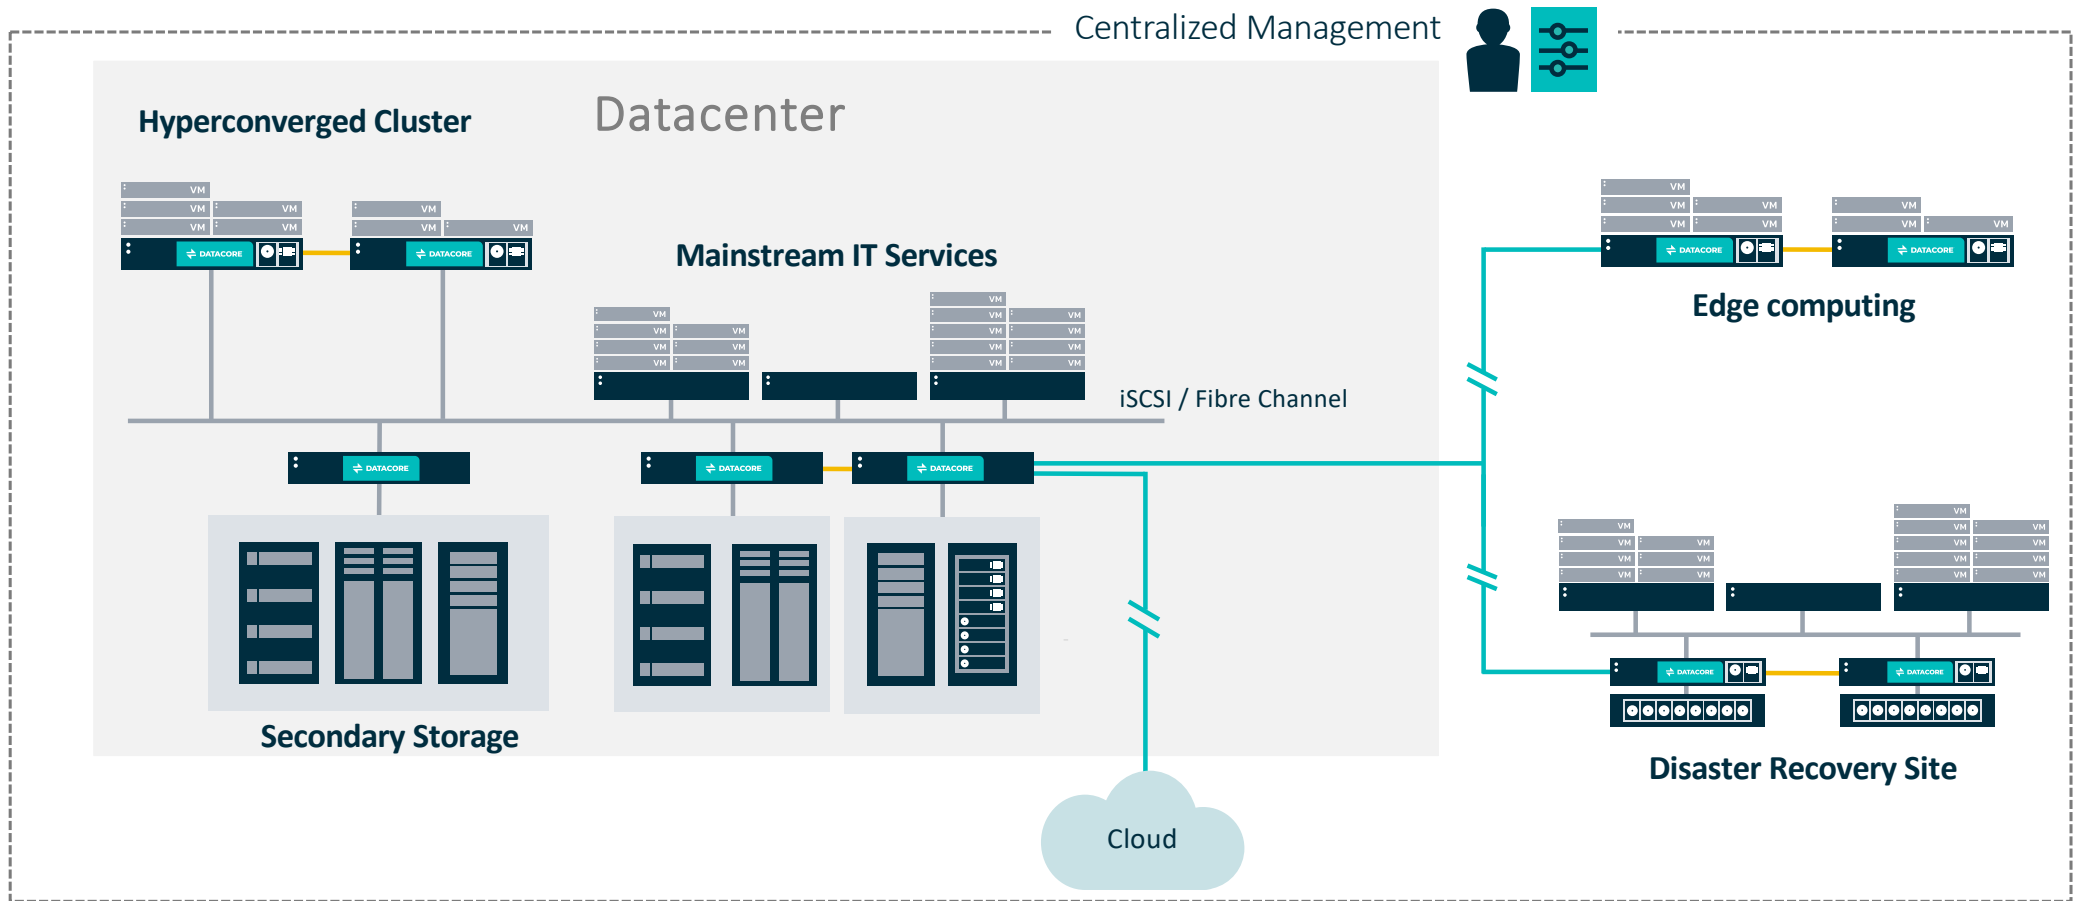 Centralized Management
Datacenter
Hyperconverged Cluster
VM
VM VM
VM VM
VM
VM VM
DATACORE
DATACORE
Mainstream IT Services
VM
VM VM
VM VM
VM VM
VM
VM VM
VM VM
VM VM
VM VM
iSCSI / Fibre Channel
DATACORE
DATACORE
DATACORE
Secondary Storage
Cloud
VM
VM VM
VM VM
VM
VM VM
DATACORE
DATACORE
Edge computing
VM
VM VM
VM VM
VM VM
VM
VM VM
VM VM
VM VM
VM VM
DATACORE
DATACORE
Disaster Recovery Site